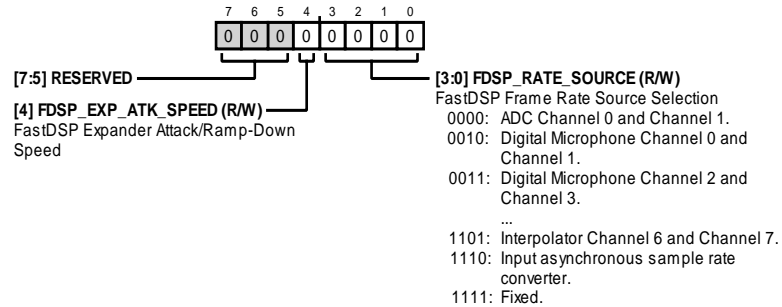 7 6 5 4 3 2 1 0
0 0 0 0 0 0 0 0
[7:5] RESERVED
[4] FDSP_EXP_ATK_SPEED (R/W)
FastDSP Expander Attack/Ramp-Down
Speed
[3:0] FDSP_RATE_SOURCE (R/W)
FastDSP Frame Rate Source Selection
0000: ADC Channel 0 and Channel 1.
0010: Digital Microphone Channel 0 and
Channel 1.
0011: Digital Microphone Channel 2 and
Channel 3.
...
1101: Interpolator Channel 6 and Channel 7.
1110: Input asynchronous sample rate
converter.
1111: Fixed.